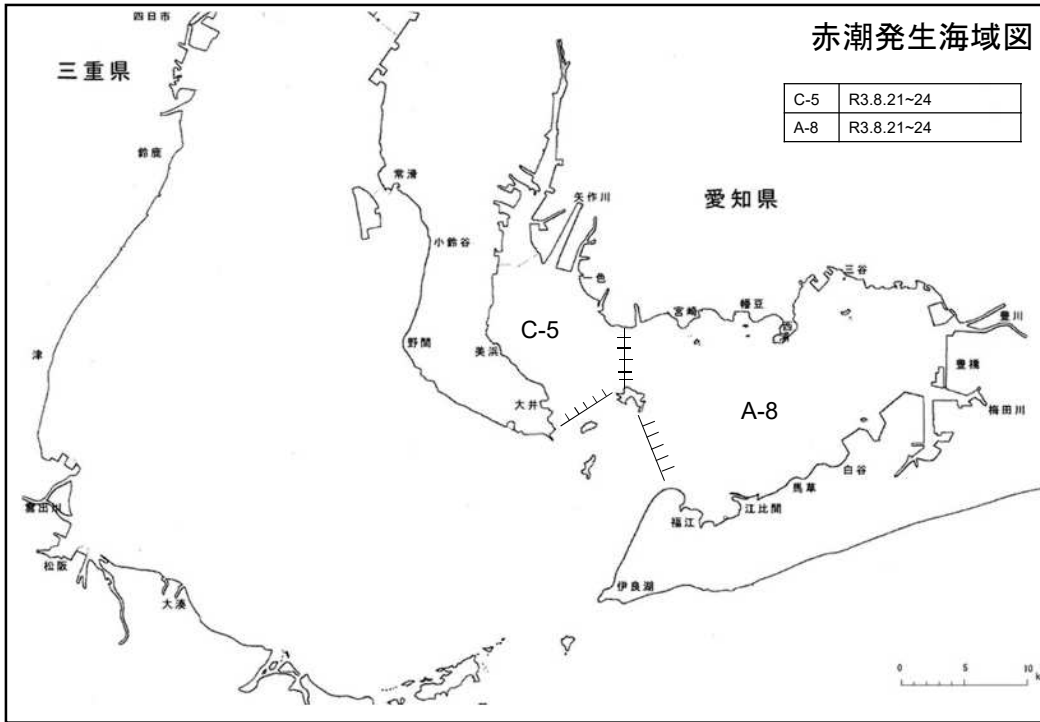 赤潮発生海域図
C-5 R3.8.21~24
A-8 R3.8.21~24
四日市
三重県
鈴鹿
常滑
矢作川
愛知県
小鈴谷
一色
三谷
宮崎
幡豆
西浦
豊川
C-5
野間
美浜
津
豊橋
大井
A-8
梅田川
白谷
馬草
江比間
福江
雲出川
松阪
大湊
伊良湖
0 5 10 k